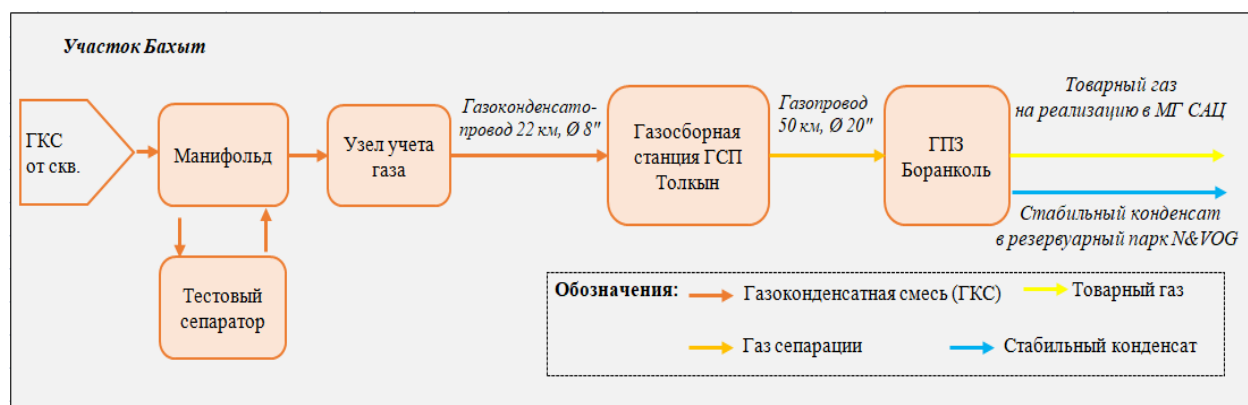 Участок Бахыт
ГКС
от скв.
Манифольд
Тестовый
сепаратор
Узел учета
газа
Газоконденсато-
провод 22 км, Ø 8"
Газосборная
станция ГСП
Толкын
Газопровод
50 км, Ø 20"
ГПЗ
Боранколь
Товарный газ
на реализацию в МГ САЦ
Стабильный конденсат
в резервуарный парк N&VOG
Обозначения:
Газоконденсатная смесь (ГКС)
Товарный газ
Газ сепарации
Стабильный конденсат